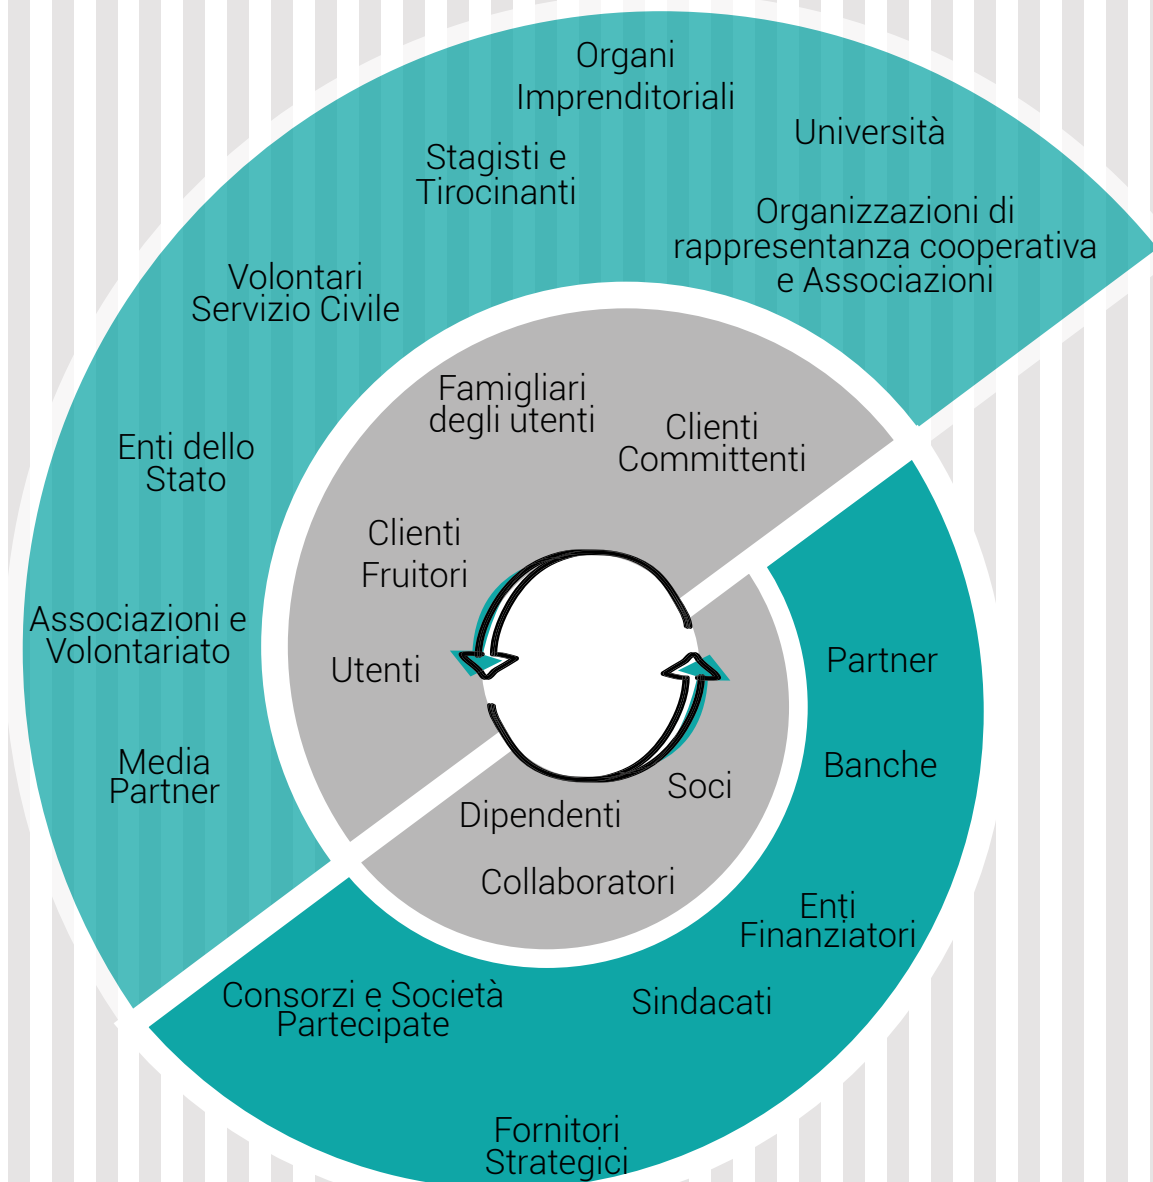 Organi
Imprenditoriali
Università
Stagisti e
Tirocinanti
Organizzazioni di
rappresentanza cooperativa
e Associazioni
Volontari
Servizio Civile
Famigliari
degli utenti
Clienti
Committenti
Enti dello
Stato
Clienti
Fruitori
Associazioni e
Volontariato
Utenti
Partner
Media
Partner
Banche
Soci
Dipendenti
Collaboratori
Enti
Finanziatori
Consorzi e Società
Partecipate
Sindacati
Fornitori
Strategici